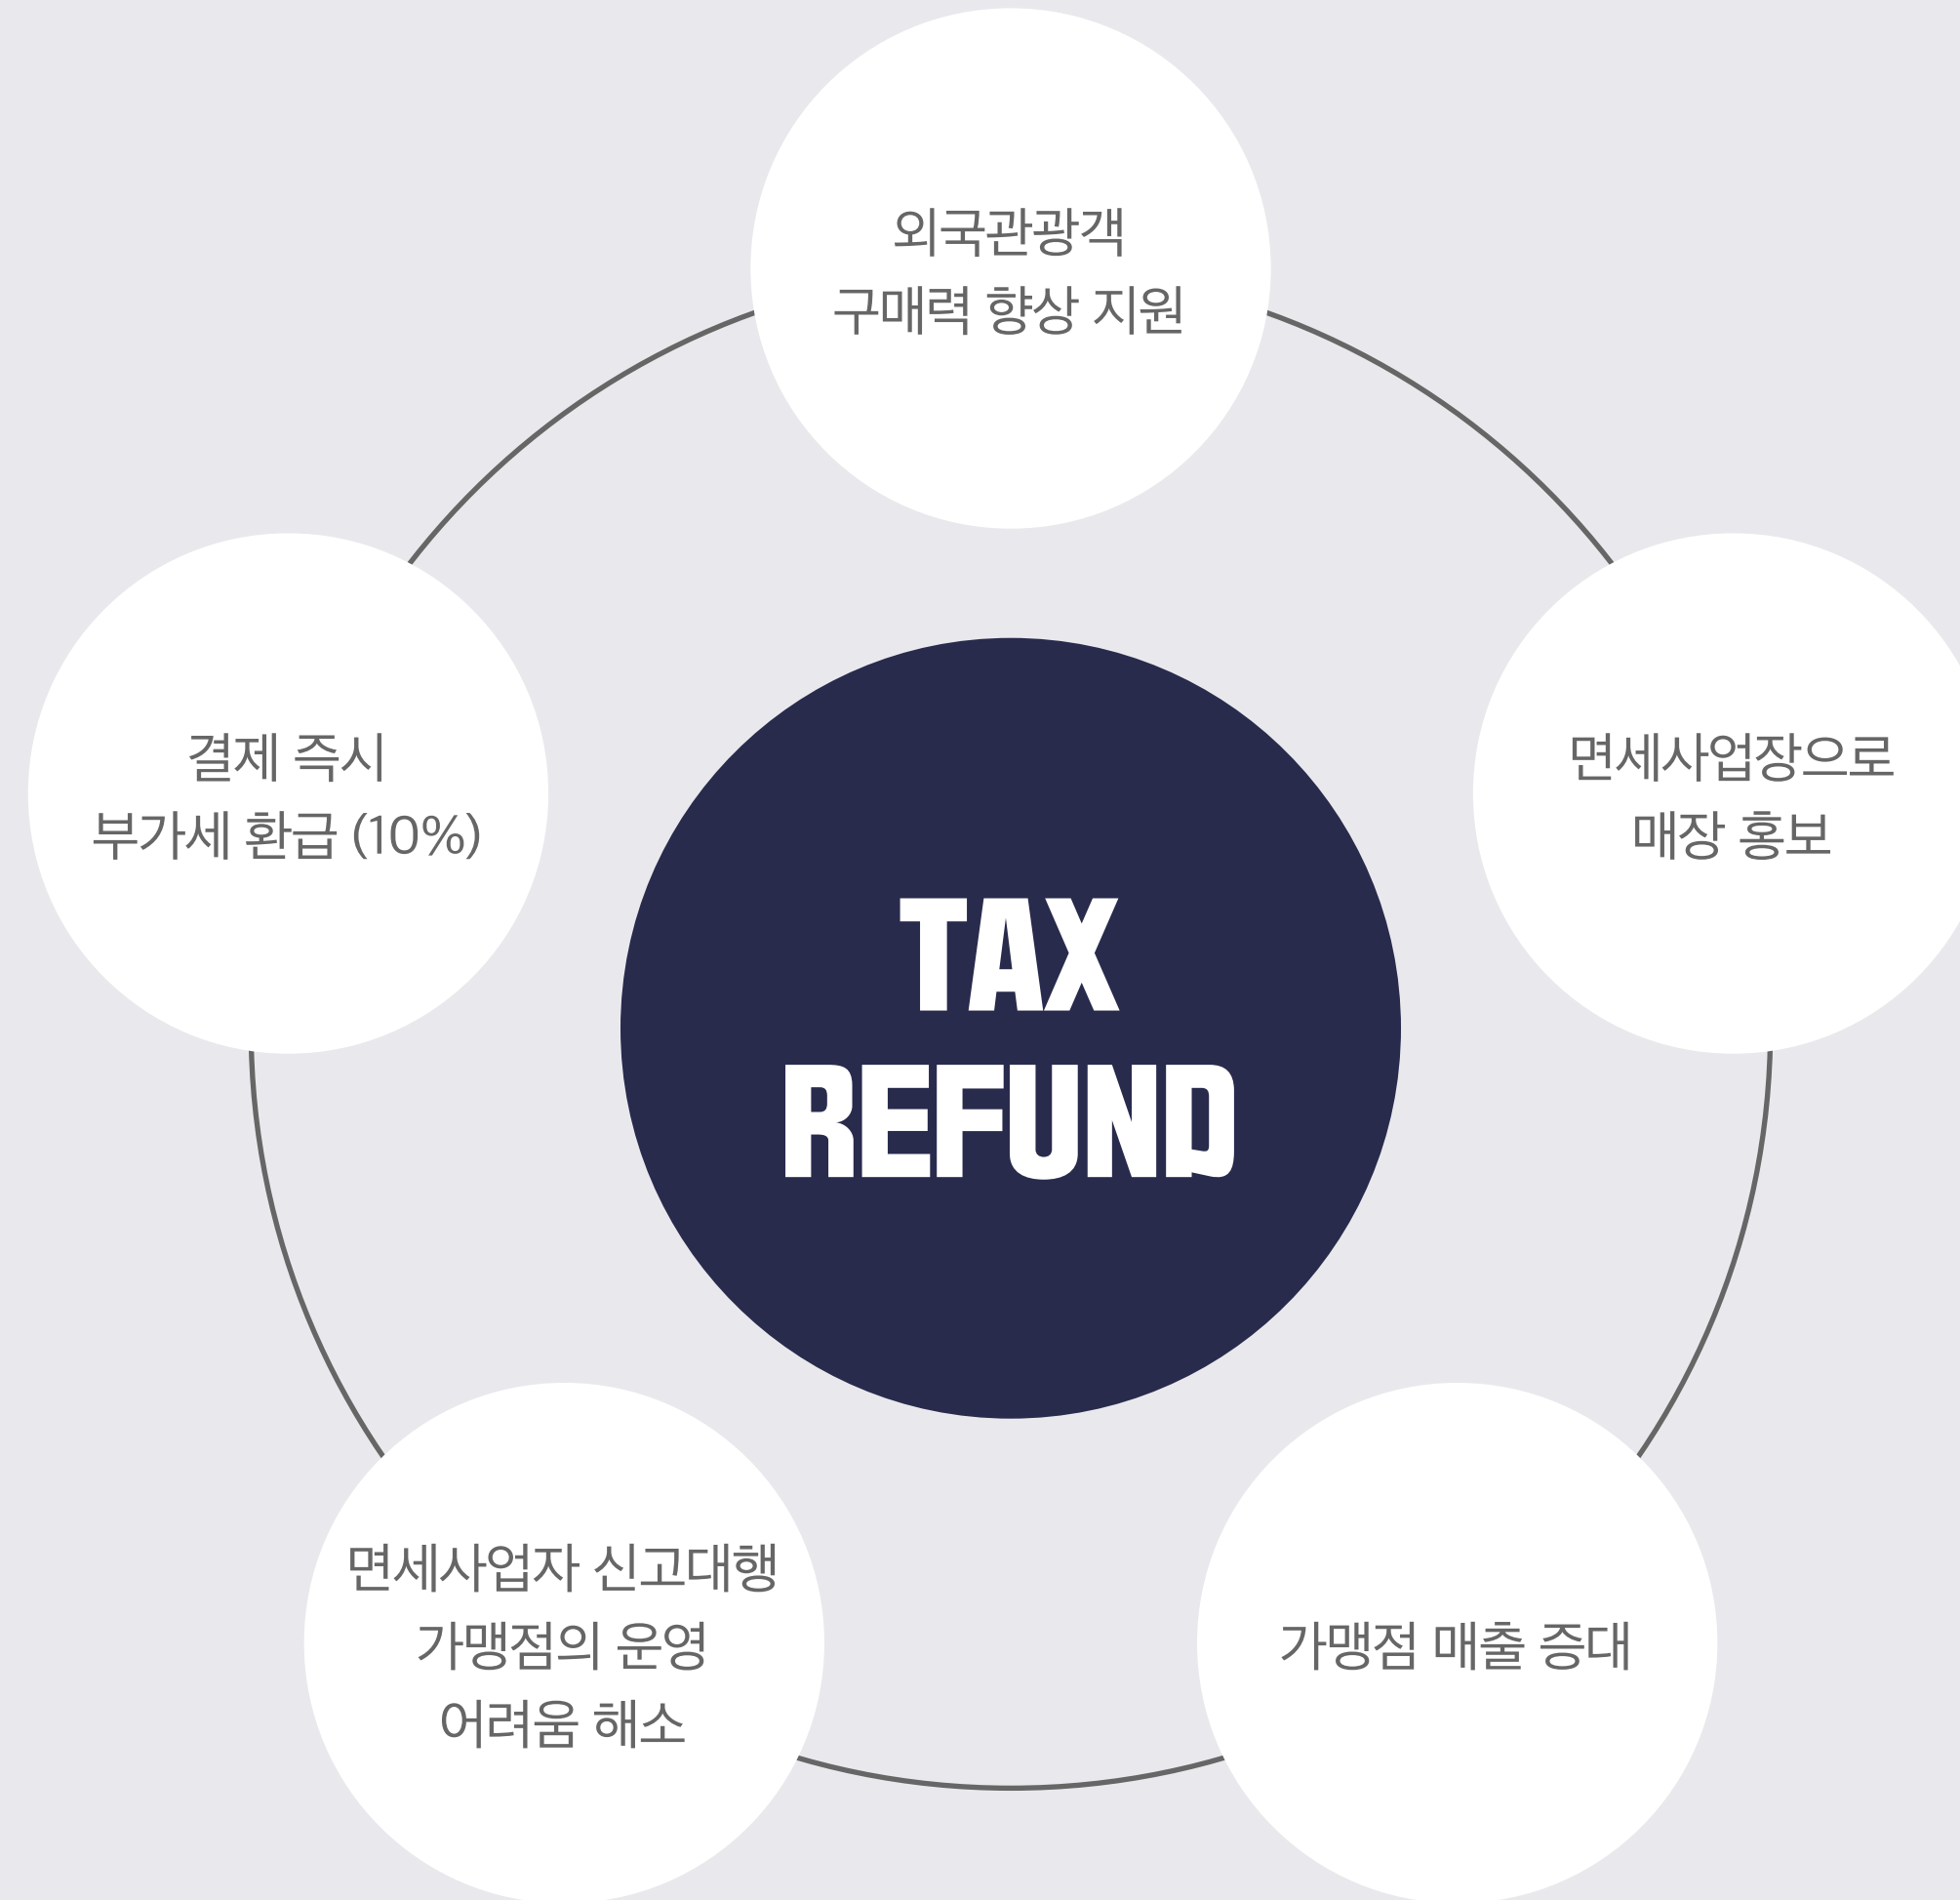 외국관광객
구매력 향상 지원
결제 즉시
부가세 환급 (10%)
면세사업장으로
매장 홍보
TAX
REFUND
면세사업자 신고대행
가맹점의 운영
어려움 해소
가맹점 매출 증대